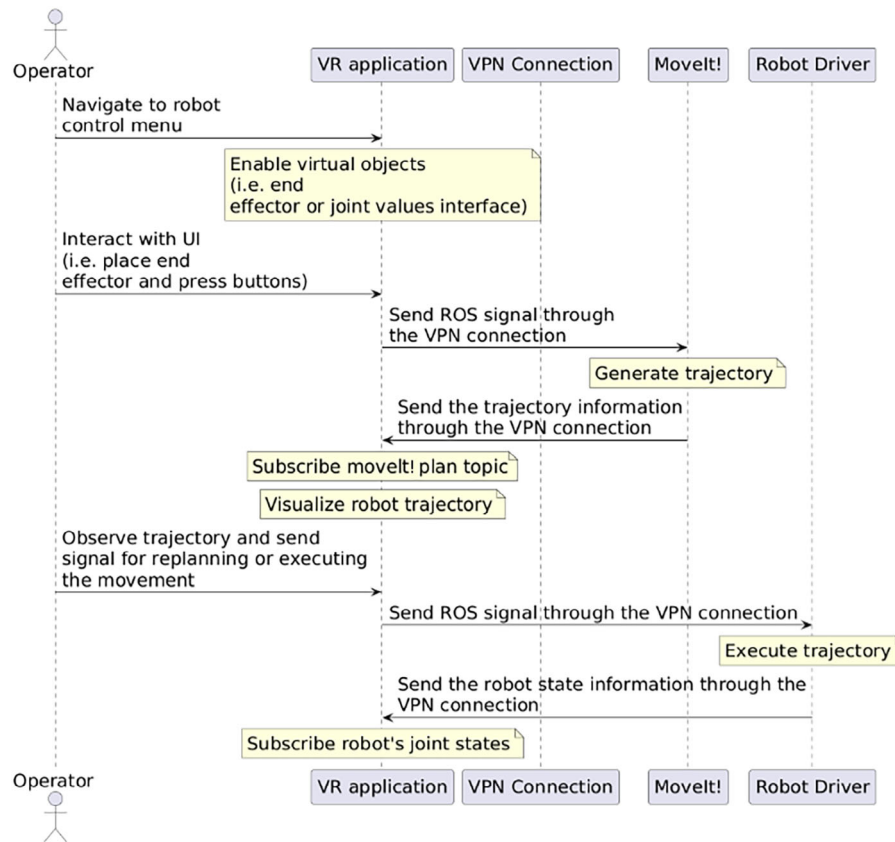 Operator
VR application
VPN Connection
MoveIt!
Robot Driver
Navigate to robot
control menu
Enable virtual objects
(i.e. end
effector or joint values interface)
Interact with UI
(i.e. place end
effector and press buttons)
Send ROS signal through
the VPN connection
Generate trajectory
Send the trajectory information
through the VPN connection
Subscribe moveIt! plan topic
Visualize robot trajectory
Observe trajectory and send
signal for replanning or executing
the movement
Send ROS signal through the VPN connection
Execute trajectory
Send the robot state information through the
VPN connection
Subscribe robot's joint states
Operator
VR application
VPN Connection
MoveIt!
Robot Driver